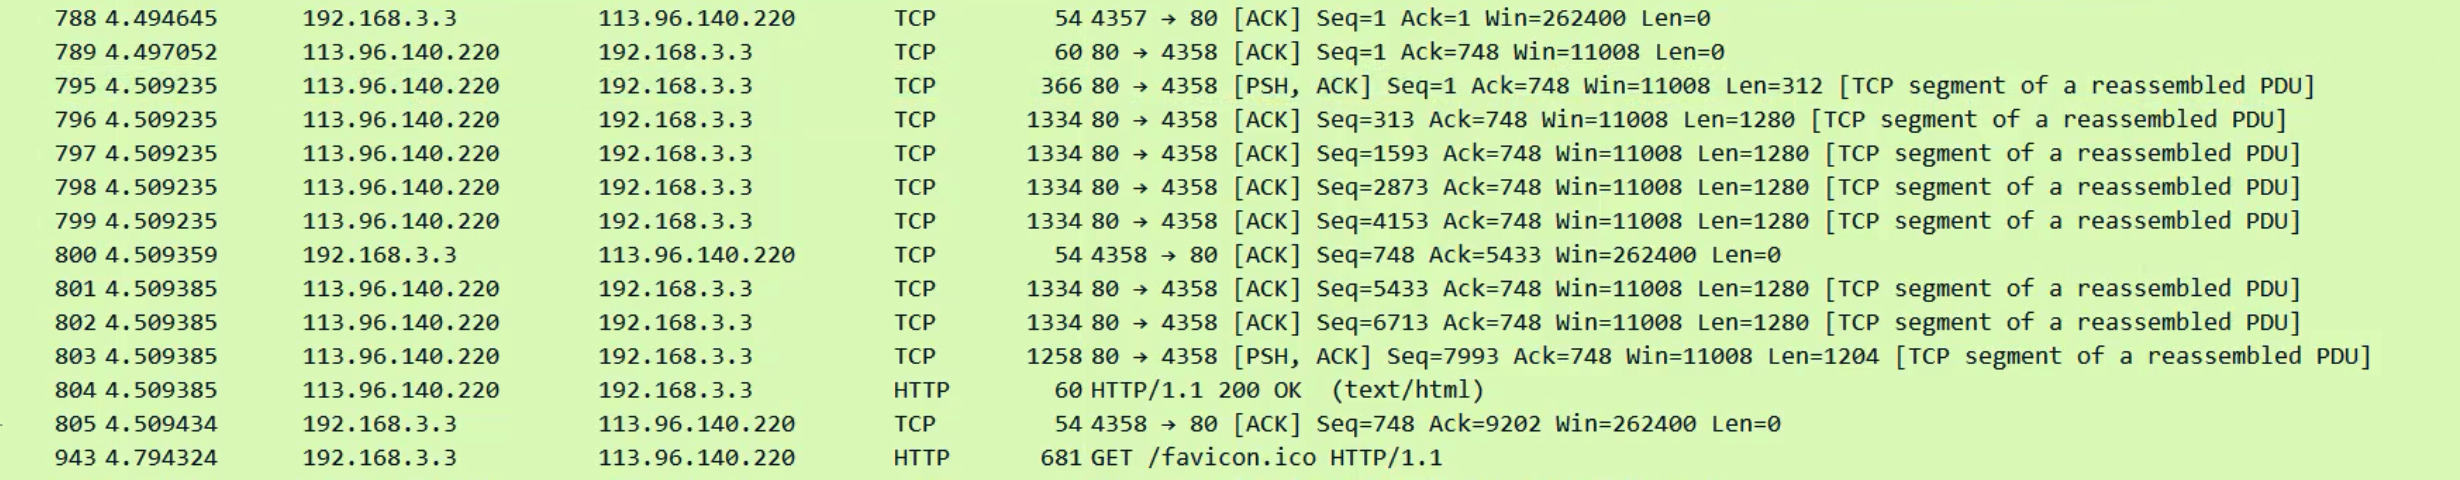 788 4.494645 192.168.3.3 113.96.140.220 TCP 54 4357 → 80 [ACK] Seq=1 Ack=1 Win=262400 Len=0
789 4.497052 113.96.140.220 192.168.3.3 TCP 60 80 → 4358 [ACK] Seq=1 Ack=748 Win=11008 Len=0
795 4.509235 113.96.140.220 192.168.3.3 TCP 366 80 → 4358 [PSH, ACK] Seq=1 Ack=748 Win=11008 Len=312 [TCP segment of a reassembled PDU]
796 4.509235 113.96.140.220 192.168.3.3 TCP 1334 80 → 4358 [ACK] Seq=313 Ack=748 Win=11008 Len=1280 [TCP segment of a reassembled PDU]
797 4.509235 113.96.140.220 192.168.3.3 TCP 1334 80 → 4358 [ACK] Seq=1593 Ack=748 Win=11008 Len=1280 [TCP segment of a reassembled PDU]
798 4.509235 113.96.140.220 192.168.3.3 TCP 1334 80 → 4358 [ACK] Seq=2873 Ack=748 Win=11008 Len=1280 [TCP segment of a reassembled PDU]
799 4.509235 113.96.140.220 192.168.3.3 TCP 1334 80 → 4358 [ACK] Seq=4153 Ack=748 Win=11008 Len=1280 [TCP segment of a reassembled PDU]
800 4.509359 192.168.3.3 113.96.140.220 TCP 54 4358 → 80 [ACK] Seq=748 Ack=5433 Win=262400 Len=0
801 4.509385 113.96.140.220 192.168.3.3 TCP 1334 80 → 4358 [ACK] Seq=5433 Ack=748 Win=11008 Len=1280 [TCP segment of a reassembled PDU]
802 4.509385 113.96.140.220 192.168.3.3 TCP 1334 80 → 4358 [ACK] Seq=6713 Ack=748 Win=11008 Len=1280 [TCP segment of a reassembled PDU]
803 4.509385 113.96.140.220 192.168.3.3 TCP 1258 80 → 4358 [PSH, ACK] Seq=7993 Ack=748 Win=11008 Len=1204 [TCP segment of a reassembled PDU]
804 4.509385 113.96.140.220 192.168.3.3 HTTP 60 HTTP/1.1 200 OK (text/html)
805 4.509434 192.168.3.3 113.96.140.220 TCP 54 4358 → 80 [ACK] Seq=748 Ack=9202 Win=262400 Len=0
943 4.794324 192.168.3.3 113.96.140.220 HTTP 681 GET /favicon.ico HTTP/1.1